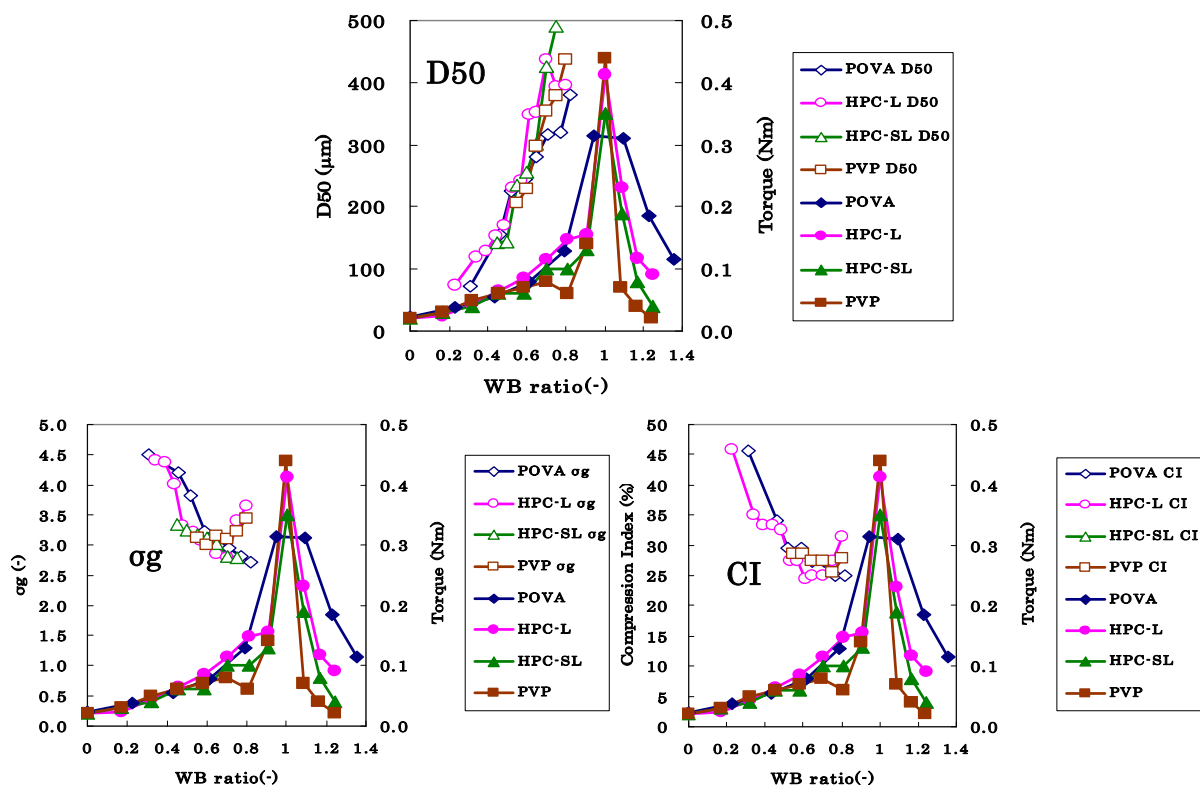 D50
D50 (μm)
500
400
300
200
100
0
0 0.2 0.4 0.6 0.8 1 1.2 1.4
WB ratio(-)
0.5
0.4
0.3
0.2
0.1
0.0
Torque (Nm)
POVA D50
HPC-L D50
HPC-SL D50
PVP D50
POVA
HPC-L
HPC-SL
PVP
σg
σg (-)
5.0
4.5
4.0
3.5
3.0
2.5
2.0
1.5
1.0
0.5
0.0
0 0.2 0.4 0.6 0.8 1 1.2 1.4
WB ratio(-)
0.5
0.4
0.3
0.2
0.1
0.0
Torque (Nm)
POVA σg
HPC-L σg
HPC-SL σg
PVP σg
POVA
HPC-L
HPC-SL
PVP
CI
Compression Index (%)
50
45
40
35
30
25
20
15
10
5
0
0 0.2 0.4 0.6 0.8 1 1.2 1.4
WB ratio(-)
0.5
0.4
0.3
0.2
0.1
0.0
Torque (Nm)
POVA CI
HPC-L CI
HPC-SL CI
PVP CI
POVA
HPC-L
HPC-SL
PVP